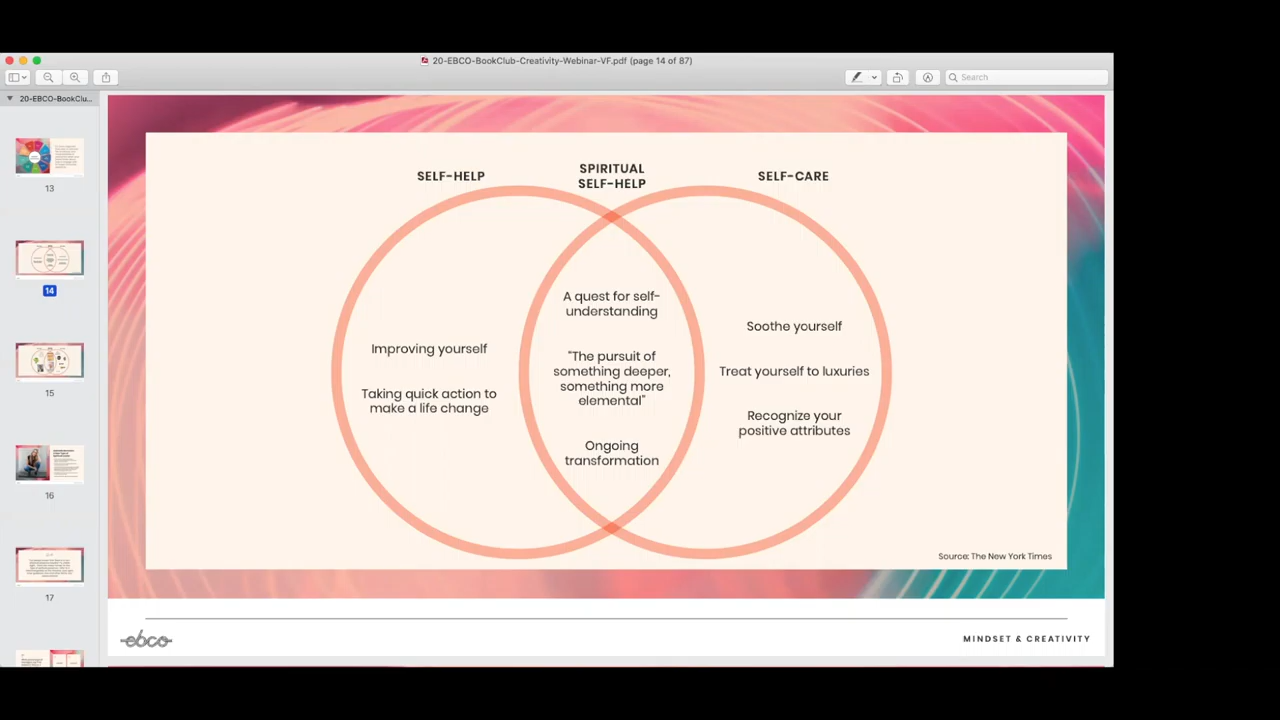 20-EBCO-BookClub-Creativity-Webinar-VF.pdf (page 14 of 87)
Search
20-EBCO-BookClu...
13
14
15
16
17
SELF-HELP
SPIRITUAL
SELF-HELP
SELF-CARE
Improving yourself
Taking quick action to
make a life change
A quest for self-
understanding
"The pursuit of
something deeper,
something more
elemental"
Ongoing
transformation
Soothe yourself
Treat yourself to luxuries
Recognize your
positive attributes
Source: The New York Times
ebco
MINDSET & CREATIVITY